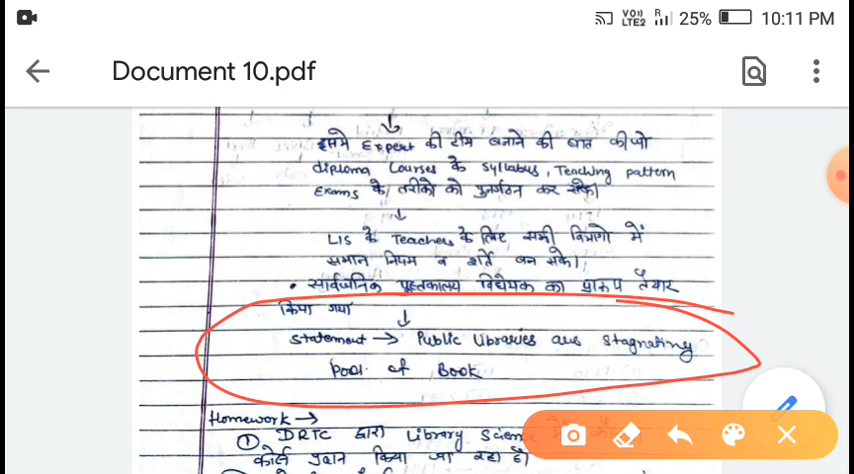 VO)) LTE2 R 25% 10:11 PM
Document 10.pdf
इसमे Expert की टीम बनाने की बात की जो
diploma Courses के Syllabus, Teaching pattern
Exams के तरीको को पुनर्गठन कर सके।
LIS के Teachers के लिए सभी विभागो में
समान नियम व शर्ते बन सके।
• सार्वजनिक पुस्तकालय विधेयक का प्रारूप तैयार
किया गया
Statement → Public libraries are Stagnating
Pool of Book
Homework →
① DRTC द्वारा Library Science में
कोर्स प्रदान किया जा रहा है।